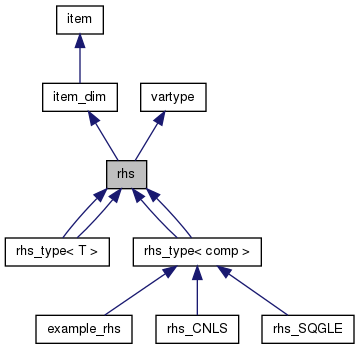 item
item_dim
vartype
rhs
rhs_type< T >
rhs_type< comp >
example_rhs
rhs_CNLS
rhs_SQGLE